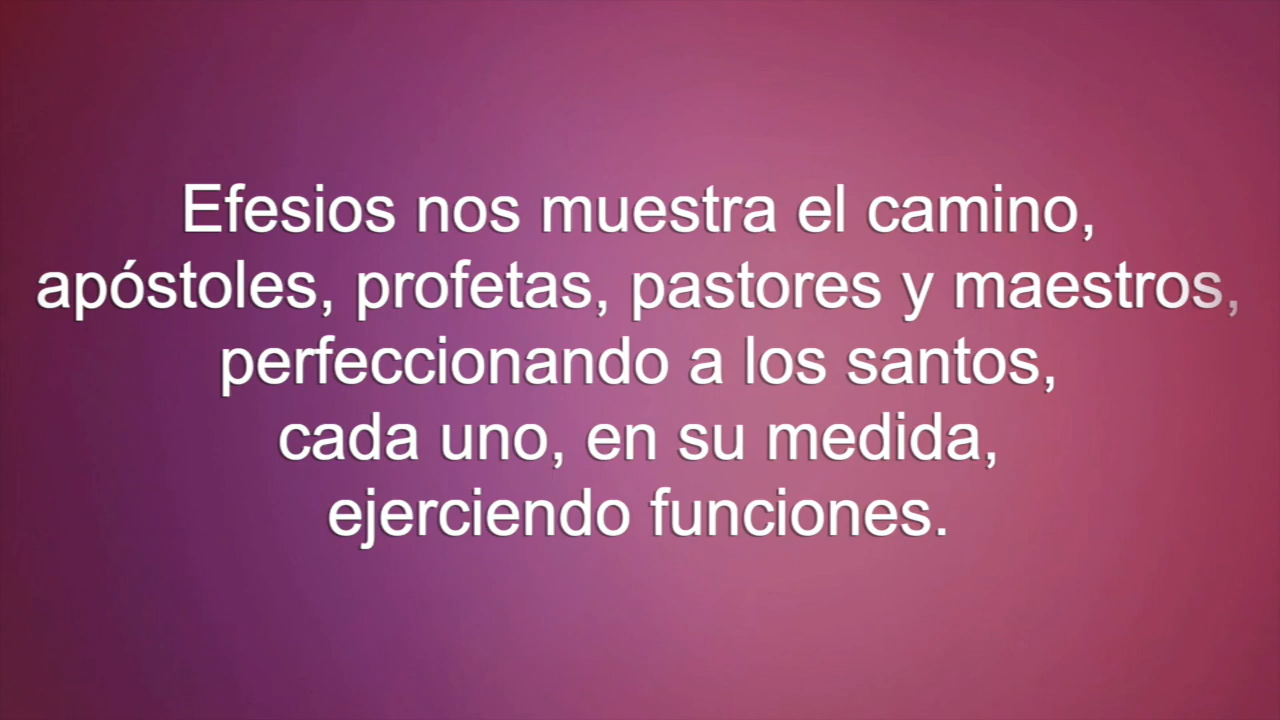 Efesios nos muestra el camino,
apóstoles, profetas, pastores y maestros,
perfeccionando a los santos,
cada uno, en su medida,
ejerciendo funciones.